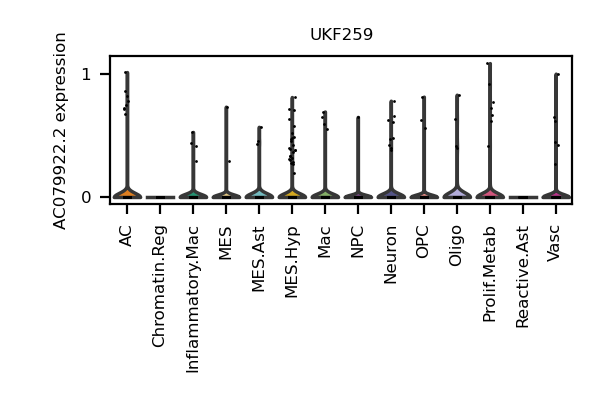 UKF259
AC079922.2 expression
1
0
AC
Chromatin.Reg
Inflammatory.Mac
MES
MES.Ast
MES.Hyp
Mac
NPC
Neuron
OPC
Oligo
Prolif.Metab
Reactive.Ast
Vasc